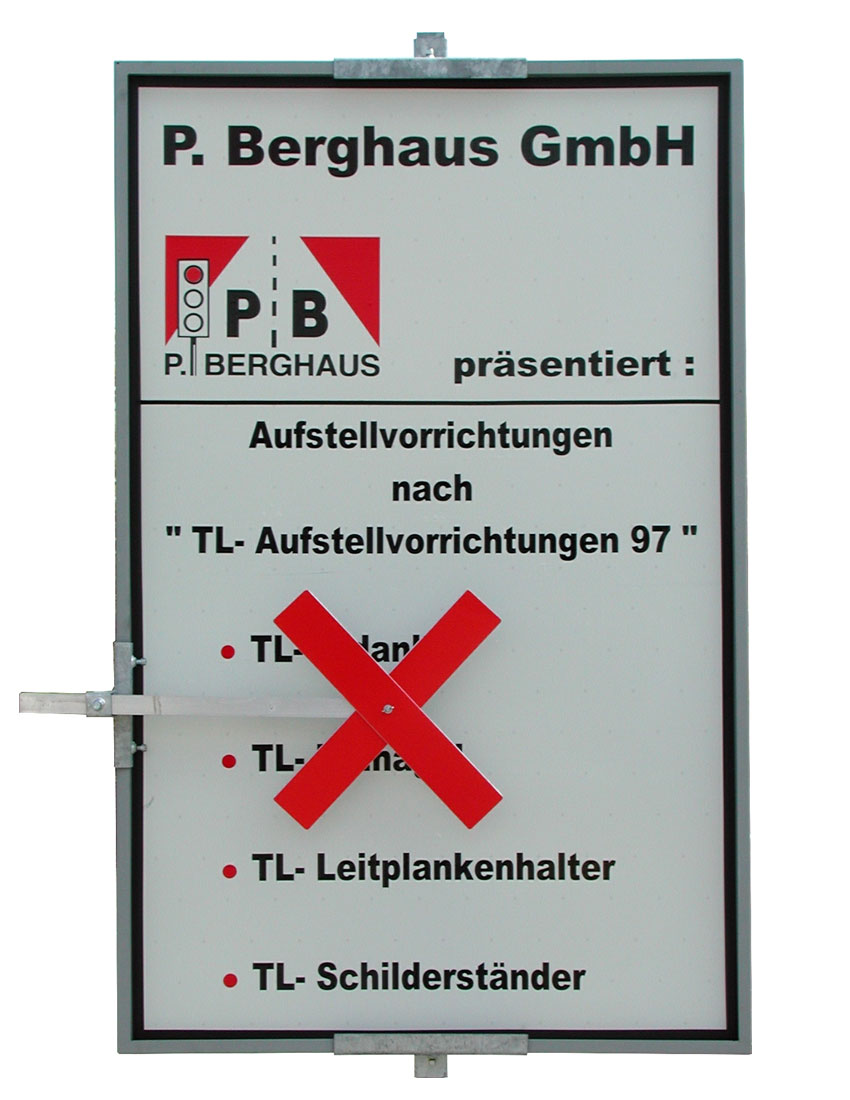 P. Berghaus GmbH
P B
P. BERGHAUS
präsentiert :
Aufstellvorrichtungen
nach
" TL- Aufstellvorrichtungen 97 "
TL-
TL-
TL- Leitplankenhalter
TL- Schilderständer